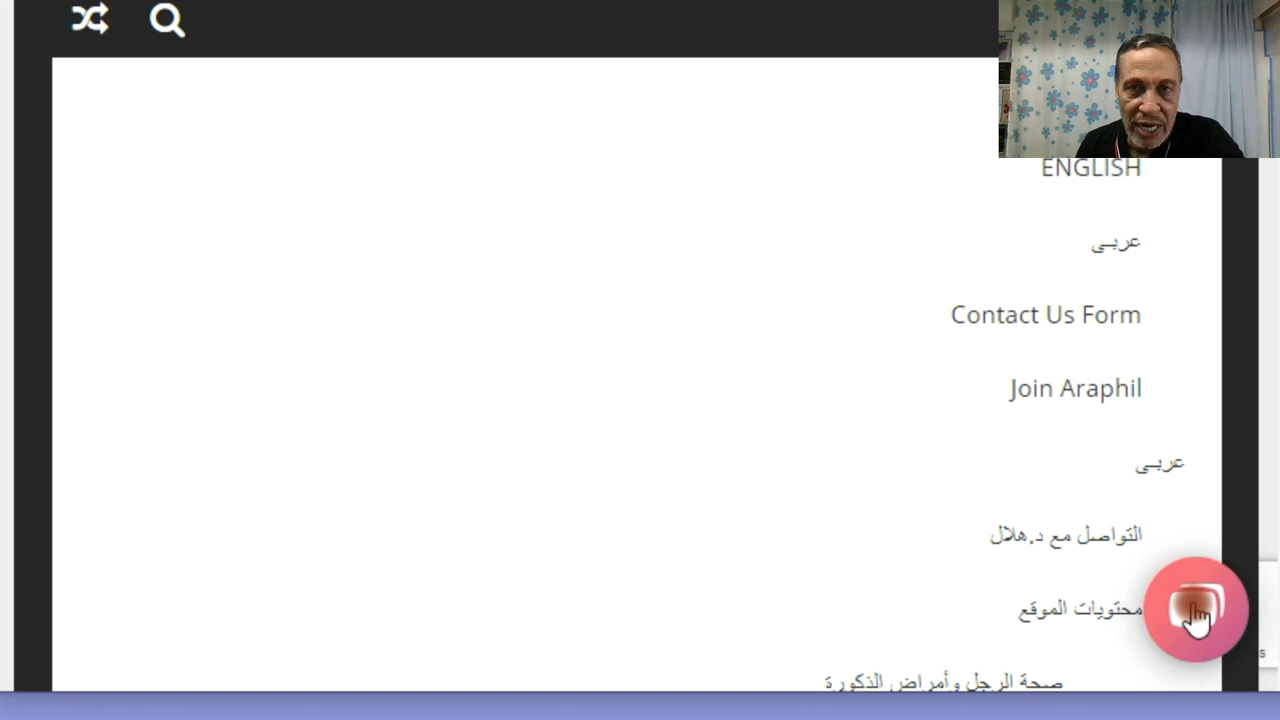 ENGLISH
عربى
Contact Us Form
Join Araphil
عربى
التواصل مع د.هلال
محتويات الموقع
s
صحة الرجل وأمراض الذكورة